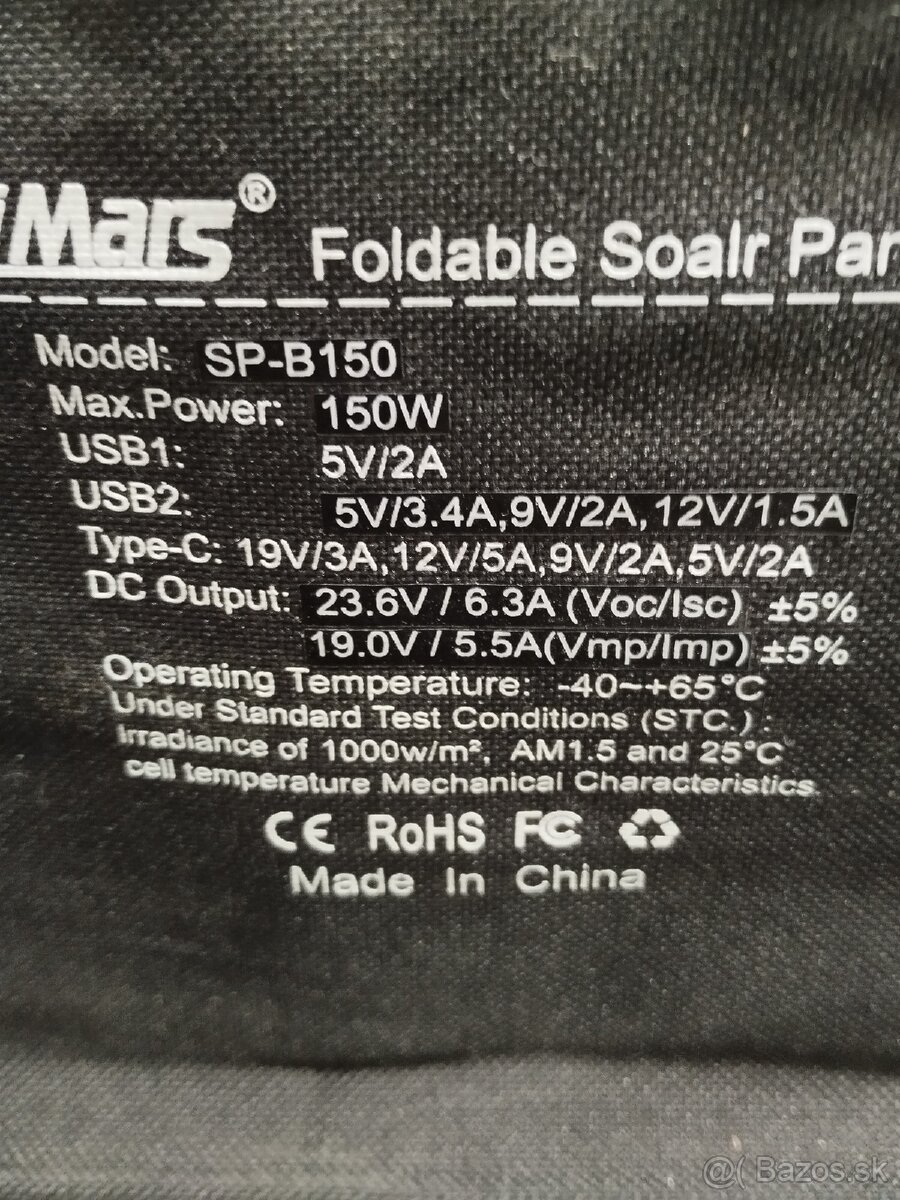 iMars®
Foldable Soalr Pan
Model: SP-B150
Max.Power: 150W
USB1: 5V/2A
USB2: 5V/3.4A,9V/2A,12V/1.5A
Type-C: 19V/3A,12V/5A,9V/2A,5V/2A
DC Output: 23.6V / 6.3A (Voc/Isc) ±5%
19.0V / 5.5A(Vmp/Imp) ±5%
Operating Temperature: -40~+65°C
Under Standard Test Conditions (STC.) :
Irradiance of 1000w/m², AM1.5 and 25°C
cell temperature Mechanical Characteristics
CE RoHS FC
Made In China
@( Bazos.sk